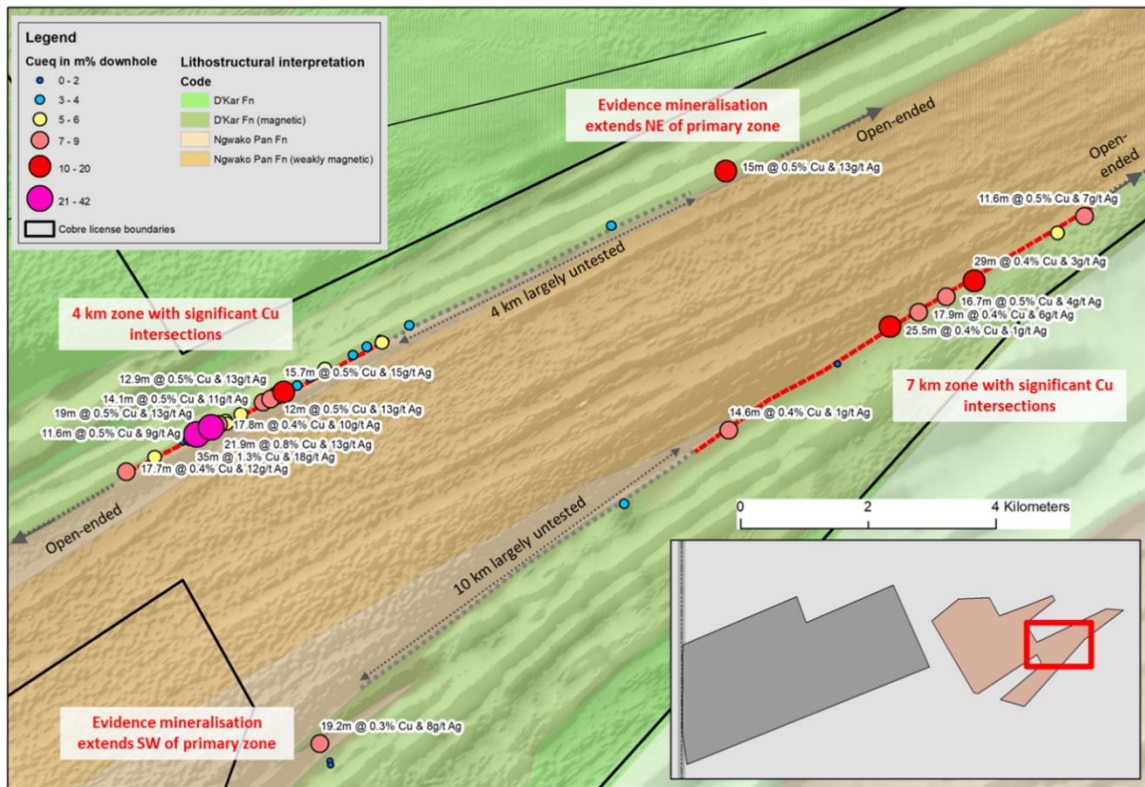 Legend
Cueq in m% downhole
0 - 2
3 - 4
5 - 6
7 - 9
10 - 20
21 - 42
Cobre license boundaries
Lithostructural interpretation
Code
D'Kar Fn
D'Kar Fn (magnetic)
Ngwako Pan Fn
Ngwako Pan Fn (weakly magnetic)
Evidence mineralisation
extends NE of primary zone
Open-ended
Open-
ended
15m @ 0.5% Cu & 13g/t Ag
11.6m @ 0.5% Cu & 7g/t Ag
4 km largely untested
29m @ 0.4% Cu & 3g/t Ag
16.7m @ 0.5% Cu & 4g/t Ag
17.9m @ 0.4% Cu & 6g/t Ag
25.5m @ 0.4% Cu & 1g/t Ag
4 km zone with significant Cu
intersections
12.9m @ 0.5% Cu & 13g/t Ag
15.7m @ 0.5% Cu & 15g/t Ag
14.1m @ 0.5% Cu & 11g/t Ag
12m @ 0.5% Cu & 13g/t Ag
19m @ 0.5% Cu & 13g/t Ag
17.8m @ 0.4% Cu & 10g/t Ag
11.6m @ 0.5% Cu & 9g/t Ag
21.9m @ 0.8% Cu & 13g/t Ag
35m @ 1.3% Cu & 18g/t Ag
17.7m @ 0.4% Cu & 12g/t Ag
7 km zone with significant Cu
intersections
14.6m @ 0.4% Cu & 1g/t Ag
Open-ended
10 km largely untested
0 2 4 Kilometers
Evidence mineralisation
extends SW of primary zone
19.2m @ 0.3% Cu & 8g/t Ag